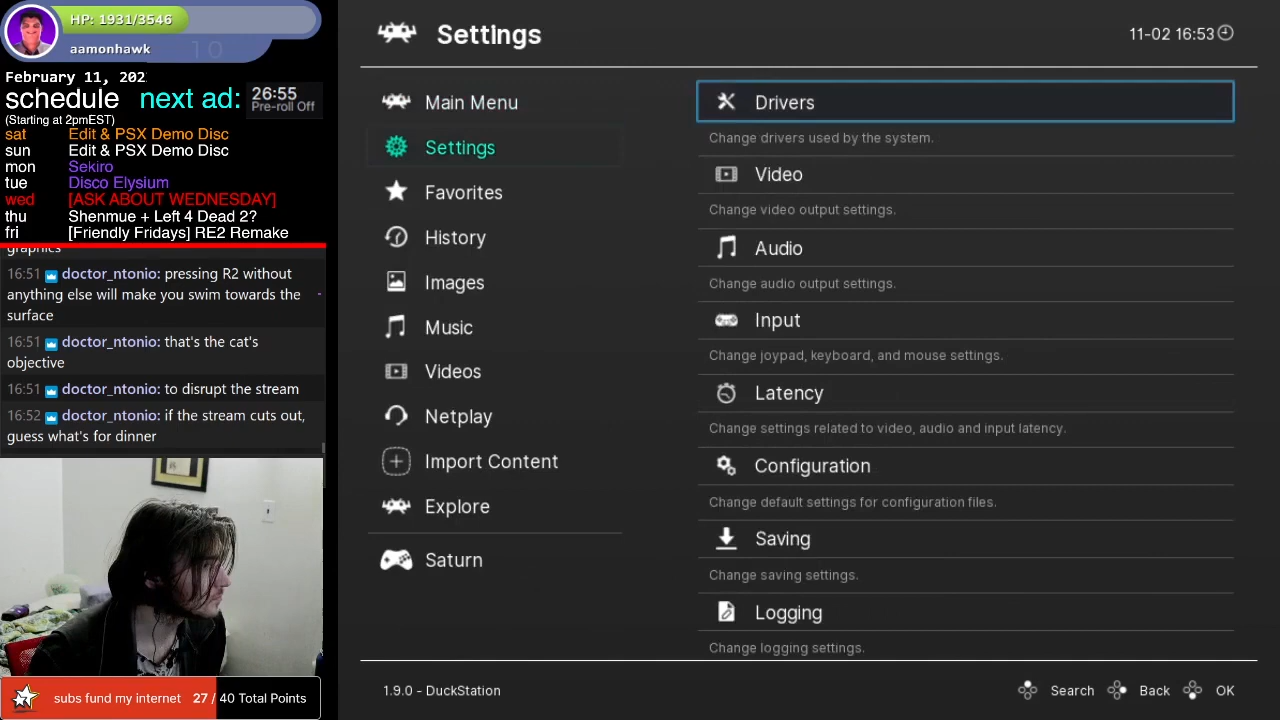 HP: 1931/3546
aamonhawk
10
February 11, 202
schedule next ad: 26:55
Pre-roll Off
(Starting at 2pmEST)
sat Edit & PSX Demo Disc
sun Edit & PSX Demo Disc
mon Sekiro
tue Disco Elysium
wed [ASK ABOUT WEDNESDAY]
thu Shenmue + Left 4 Dead 2?
fri [Friendly Fridays] RE2 Remake
graphics
16:51 doctor_ntonio: pressing R2 without
anything else will make you swim towards the
surface
16:51 doctor_ntonio: that's the cat's
objective
16:51 doctor_ntonio: to disrupt the stream
16:52 doctor_ntonio: if the stream cuts out,
guess what's for dinner
subs fund my internet 27 / 40 Total Points
Settings
11-02 16:53
Main Menu
Settings
Favorites
History
Images
Music
Videos
Netplay
Import Content
Explore
Saturn
Drivers
Change drivers used by the system.
Video
Change video output settings.
Audio
Change audio output settings.
Input
Change joypad, keyboard, and mouse settings.
Latency
Change settings related to video, audio and input latency.
Configuration
Change default settings for configuration files.
Saving
Change saving settings.
Logging
Change logging settings.
1.9.0 - DuckStation
Search Back OK